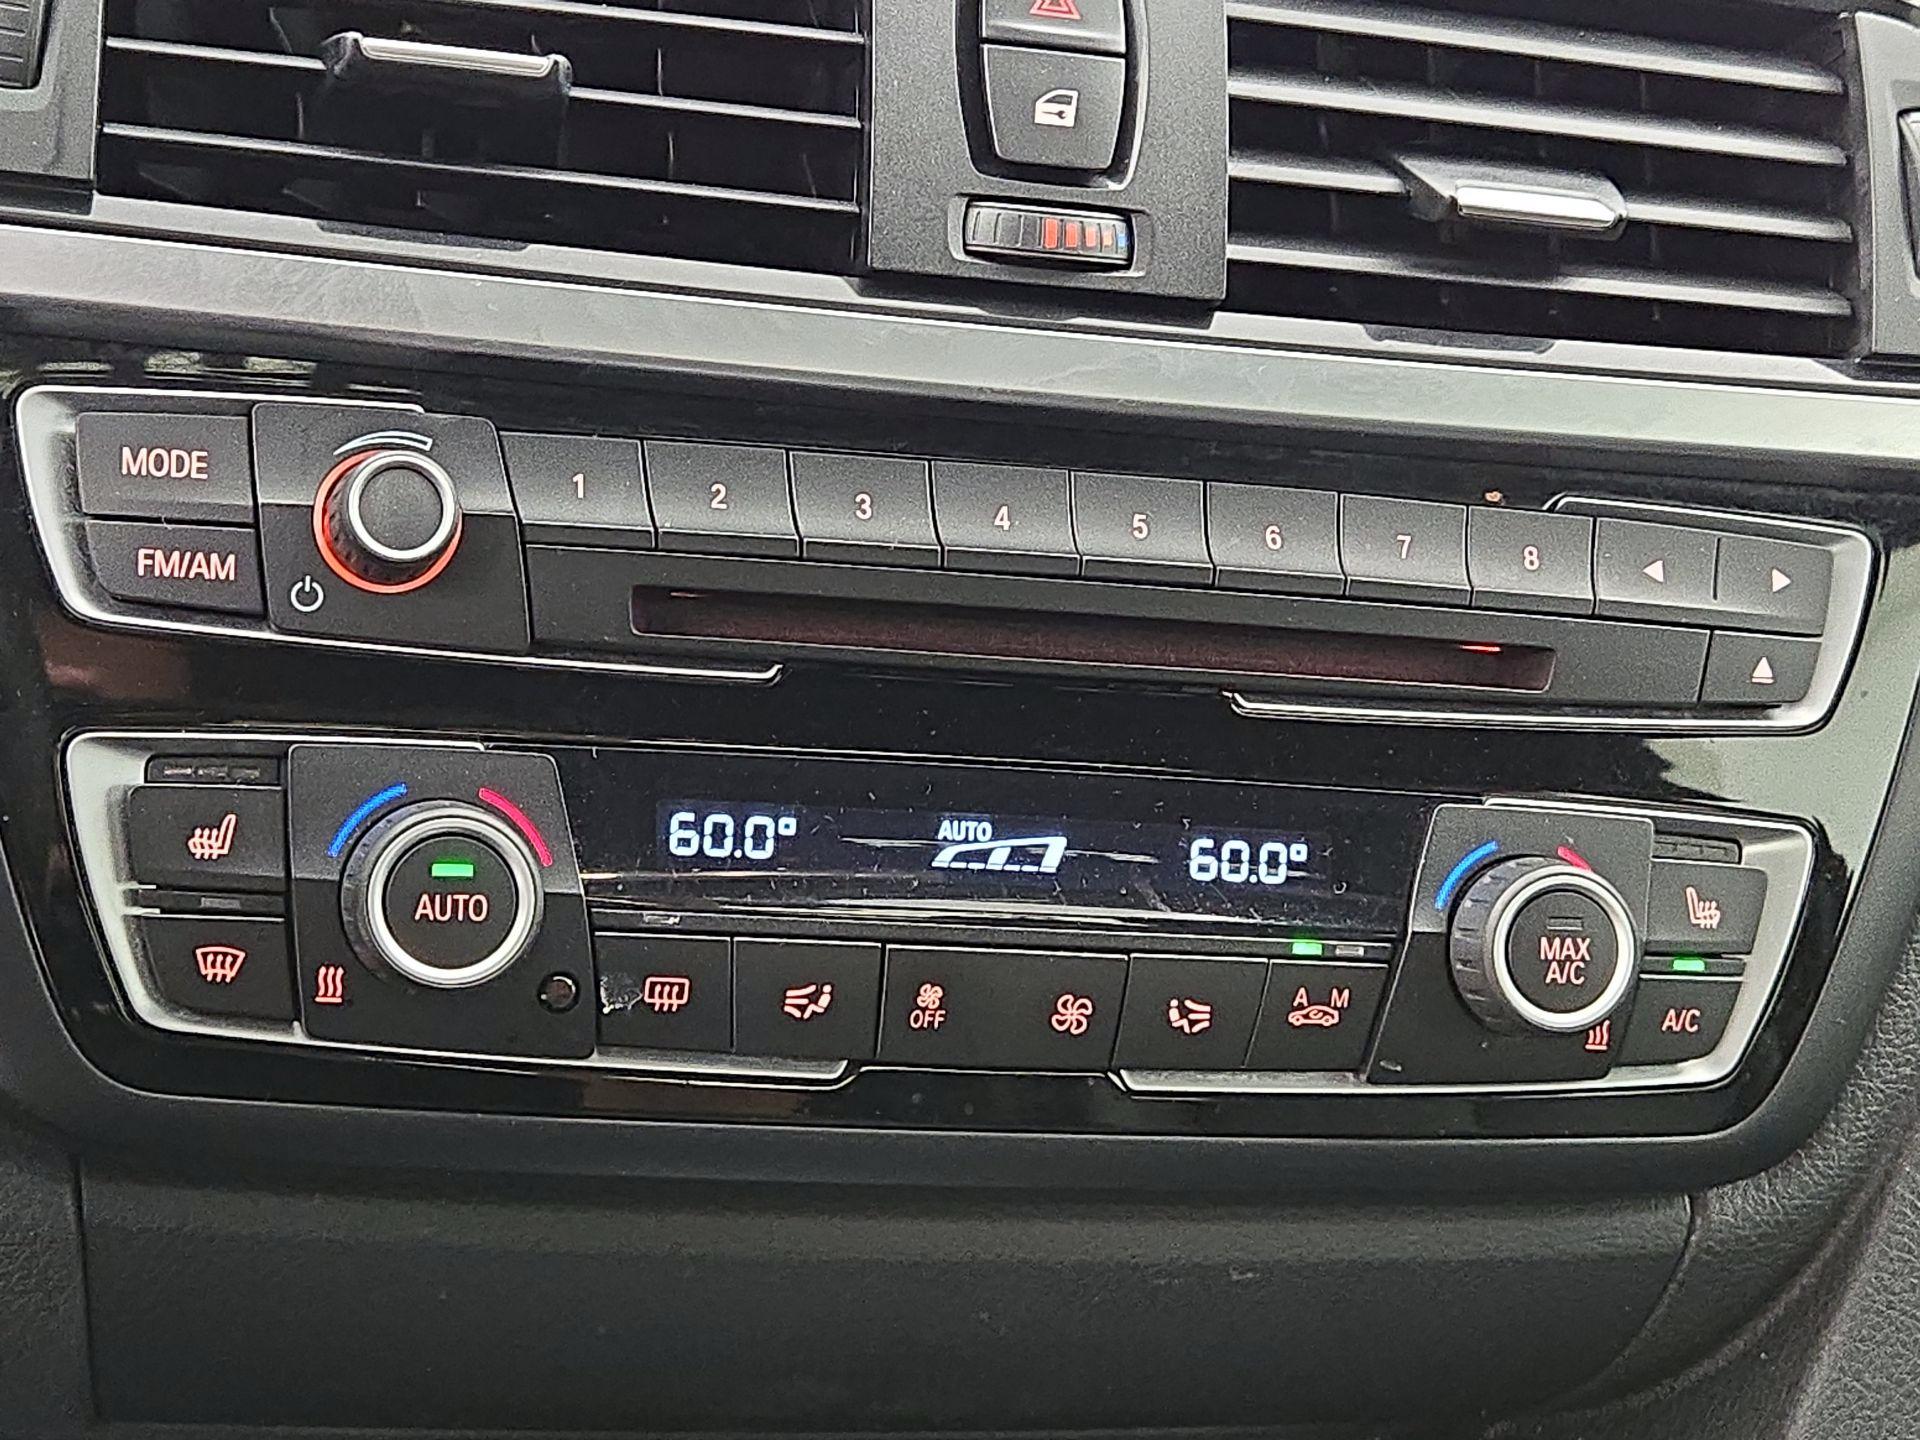 MODE
1 2 3 4 5 6 7 8
FM/AM
60.0°
AUTO
60.0°
AUTO
MAX
A/C
OFF
A M
A/C